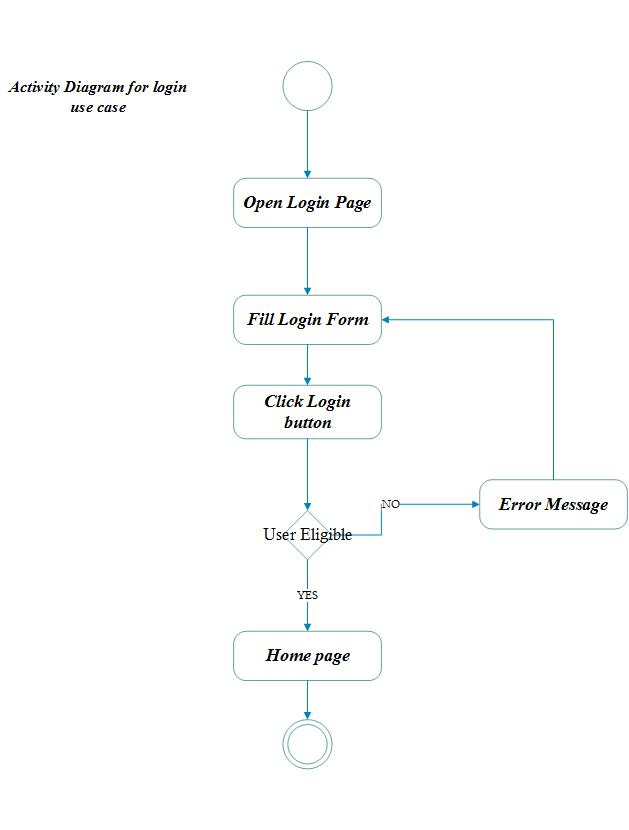 Activity Diagram for login
use case
Open Login Page
Fill Login Form
Click Login
button
NO
Error Message
User Eligible
YES
Home page